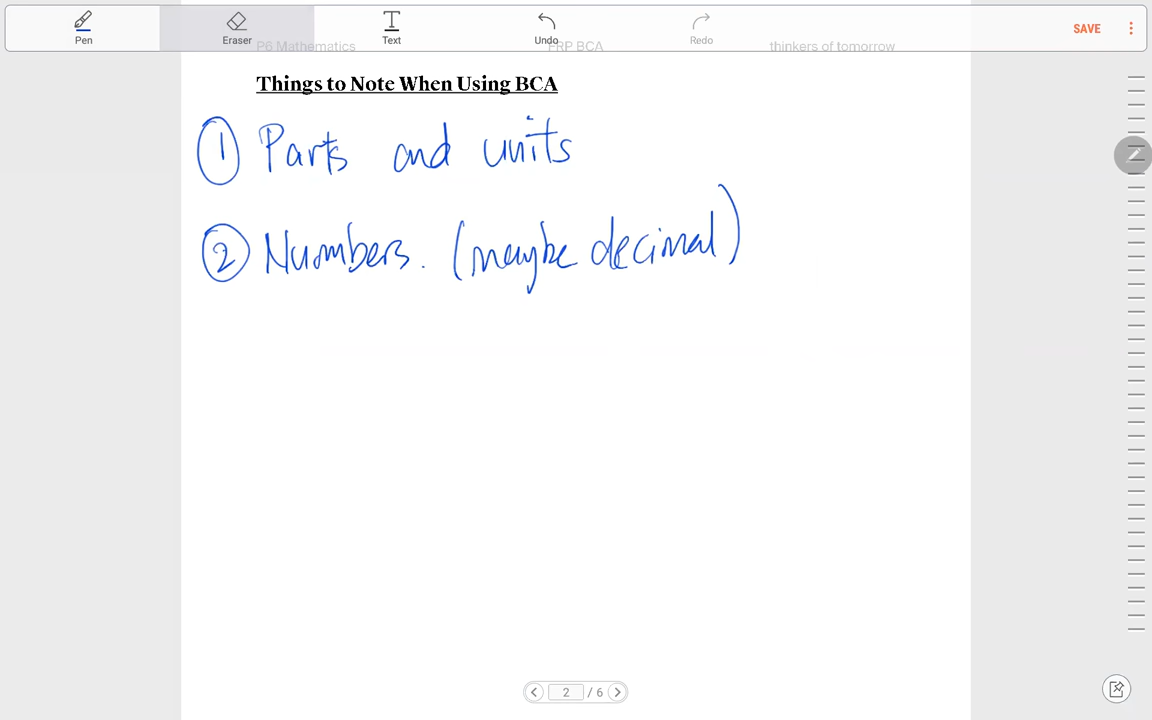 Pen
Eraser
Text
Undo
Redo
SAVE
P6 Mathematics FRP BCA thinkers of tomorrow
Things to Note When Using BCA
1 Parts and units
2 Numbers. (maybe decimal)
2 / 6